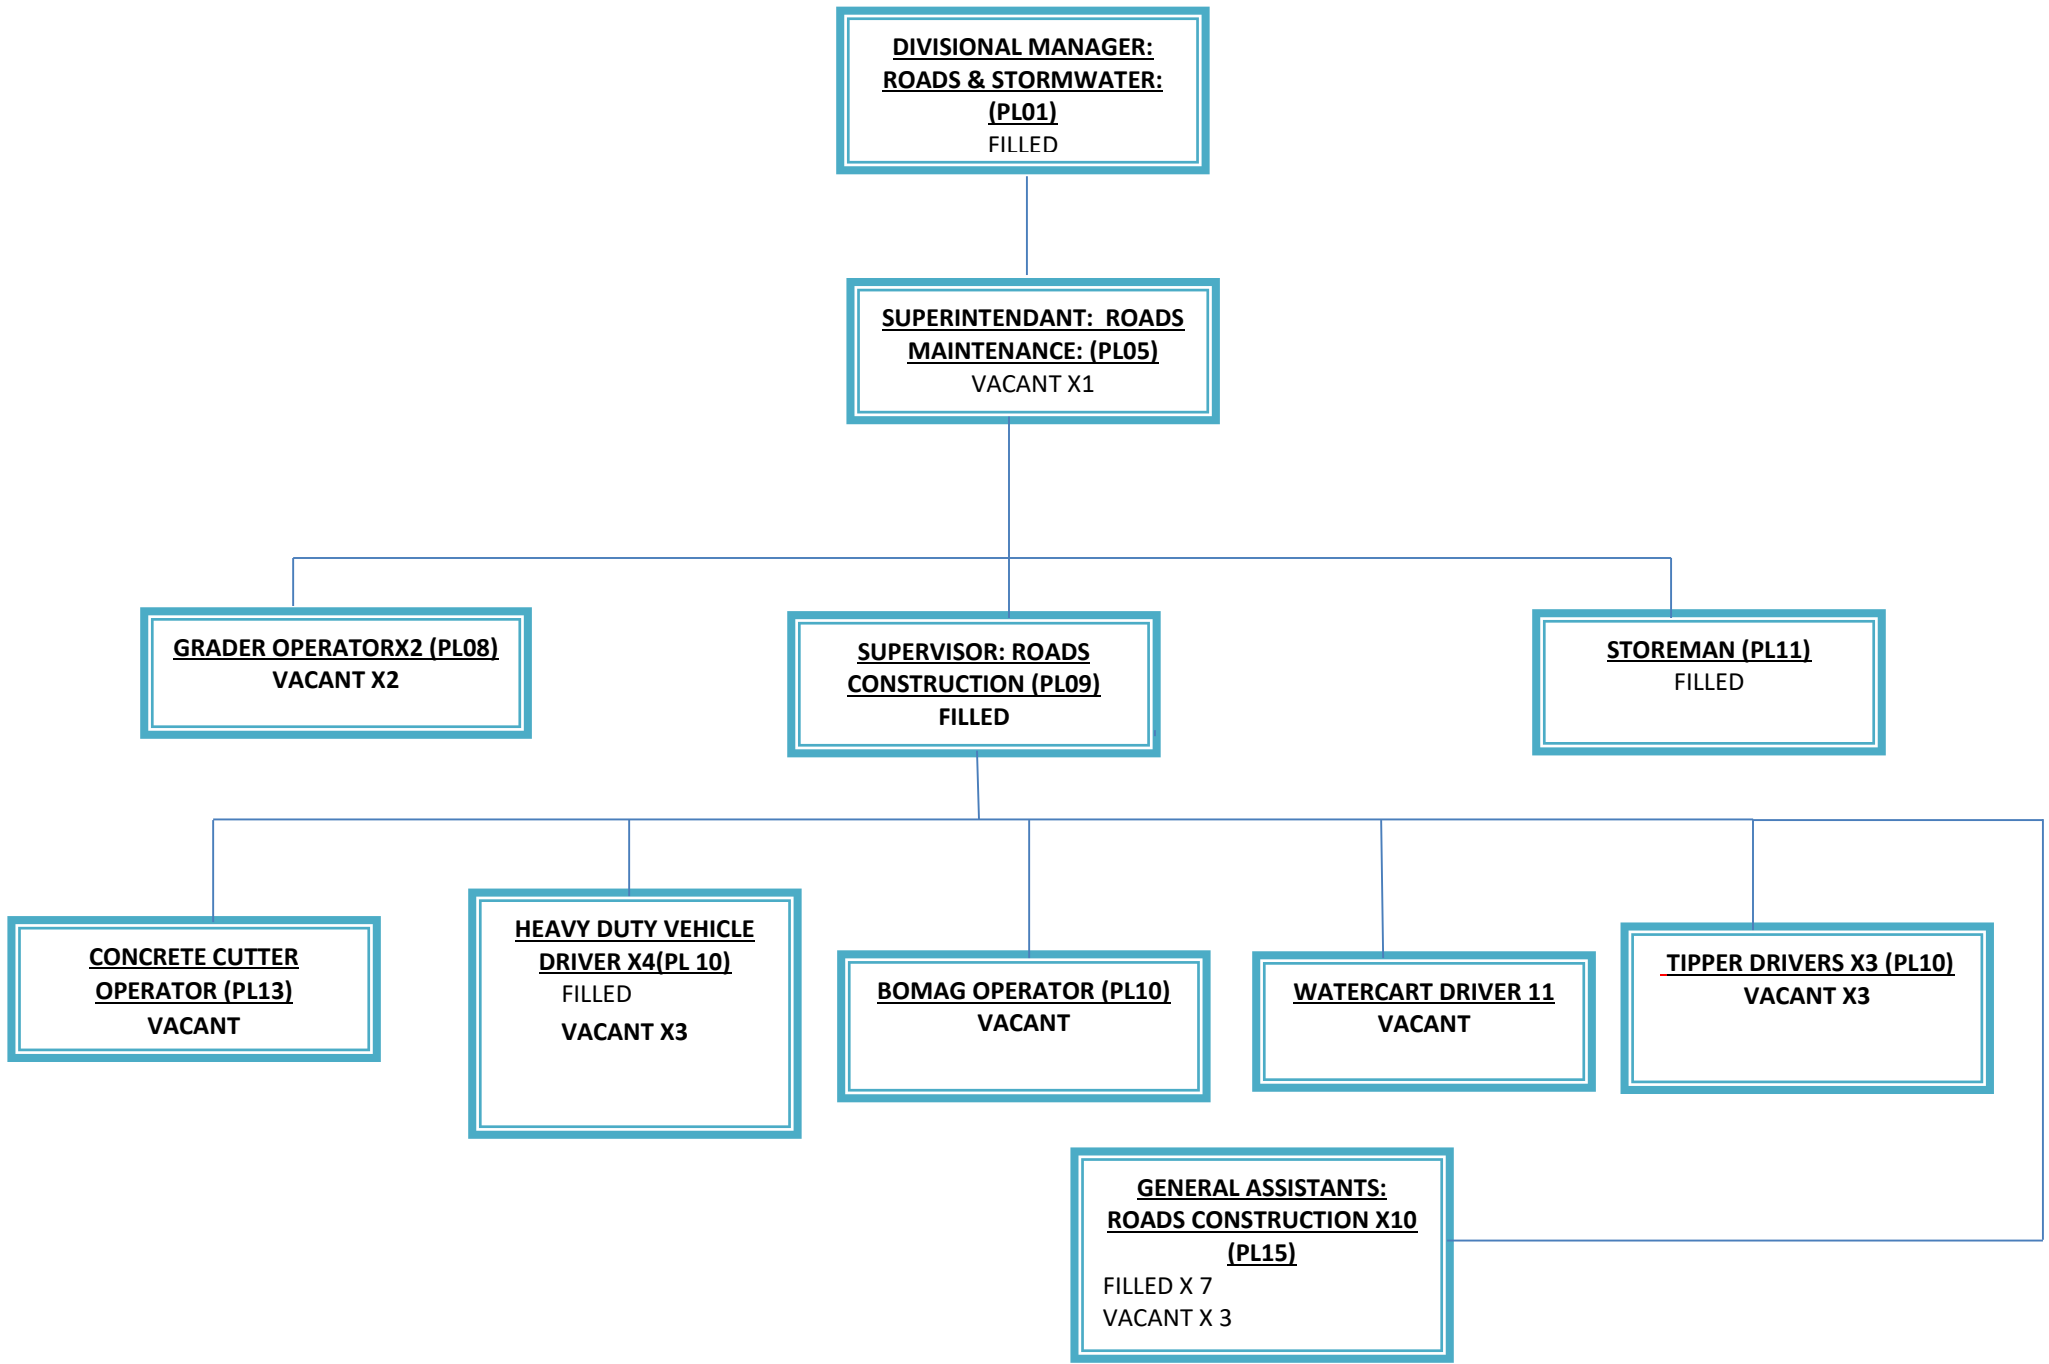 DIVISIONAL MANAGER:
ROADS & STORMWATER:
(PL01)
FILLED
SUPERINTENDANT:  ROADS
MAINTENANCE: (PL05)
VACANT X1
GRADER OPERATORX2 (PL08)
VACANT X2
SUPERVISOR: ROADS
CONSTRUCTION (PL09)
FILLED
STOREMAN (PL11)
FILLED
CONCRETE CUTTER
OPERATOR (PL13)
VACANT
HEAVY DUTY VEHICLE
DRIVER X4(PL 10)
FILLED
VACANT X3
BOMAG OPERATOR (PL10)
VACANT
WATERCART DRIVER 11
VACANT
TIPPER DRIVERS X3 (PL10)
VACANT X3
GENERAL ASSISTANTS:
ROADS CONSTRUCTION X10
(PL15)
FILLED X 7
VACANT X 3